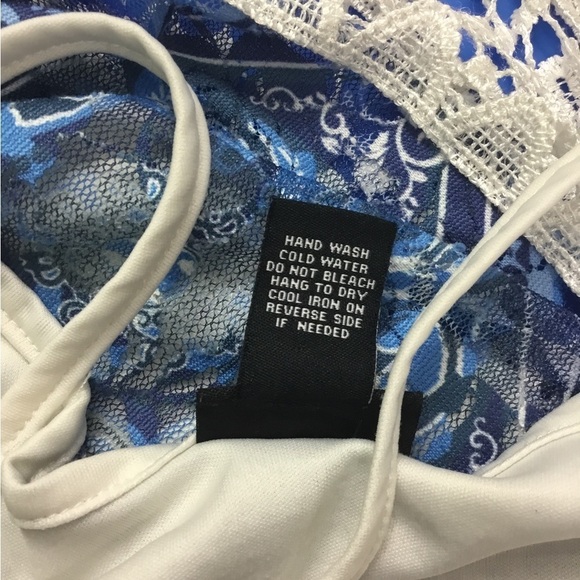 HAND WASH
COLD WATER
DO NOT BLEACH
HANG TO DRY
COOL IRON ON
REVERSE SIDE
IF NEEDED